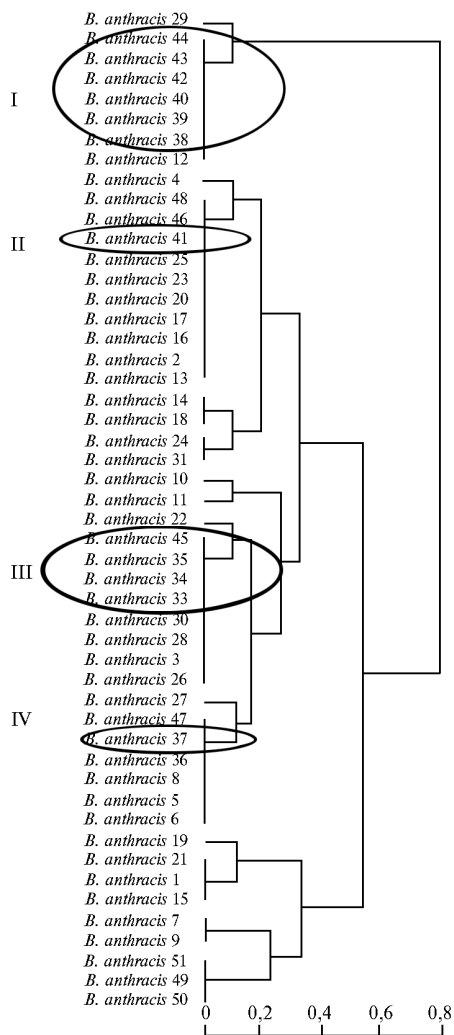 B. anthracis 29
B. anthracis 44
B. anthracis 43
B. anthracis 42
I B. anthracis 40
B. anthracis 39
B. anthracis 38
B. anthracis 12
B. anthracis 4
B. anthracis 48
B. anthracis 46
II B. anthracis 41
B. anthracis 25
B. anthracis 23
B. anthracis 20
B. anthracis 17
B. anthracis 16
B. anthracis 2
B. anthracis 13
B. anthracis 14
B. anthracis 18
B. anthracis 24
B. anthracis 31
B. anthracis 10
B. anthracis 11
B. anthracis 22
B. anthracis 45
B. anthracis 35
III B. anthracis 34
B. anthracis 33
B. anthracis 30
B. anthracis 28
B. anthracis 3
B. anthracis 26
B. anthracis 27
IV B. anthracis 47
B. anthracis 37
B. anthracis 36
B. anthracis 8
B. anthracis 5
B. anthracis 6
B. anthracis 19
B. anthracis 21
B. anthracis 1
B. anthracis 15
B. anthracis 7
B. anthracis 9
B. anthracis 51
B. anthracis 49
B. anthracis 50
0 0,2 0,4 0,6 0,8